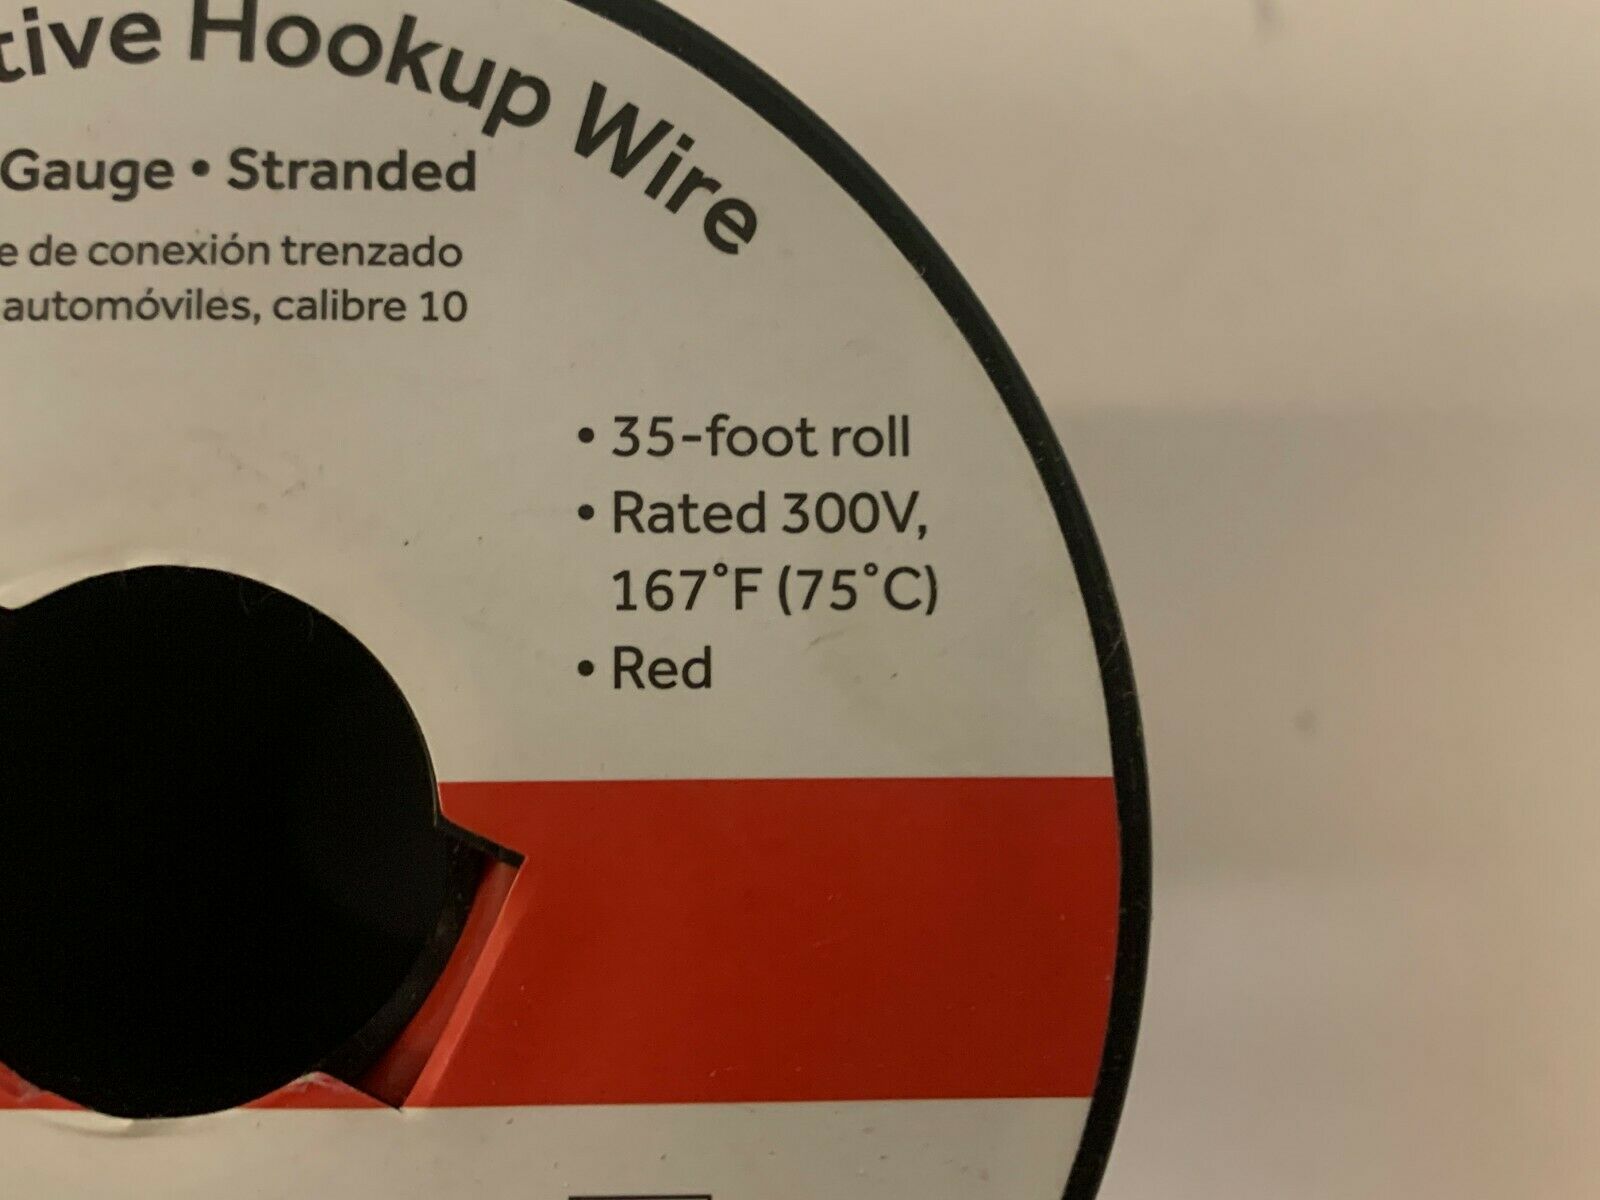 tive Hookup Wire
Gauge • Stranded
e de conexión trenzado
automóviles, calibre 10
• 35-foot roll
• Rated 300V,
167°F (75°C)
• Red